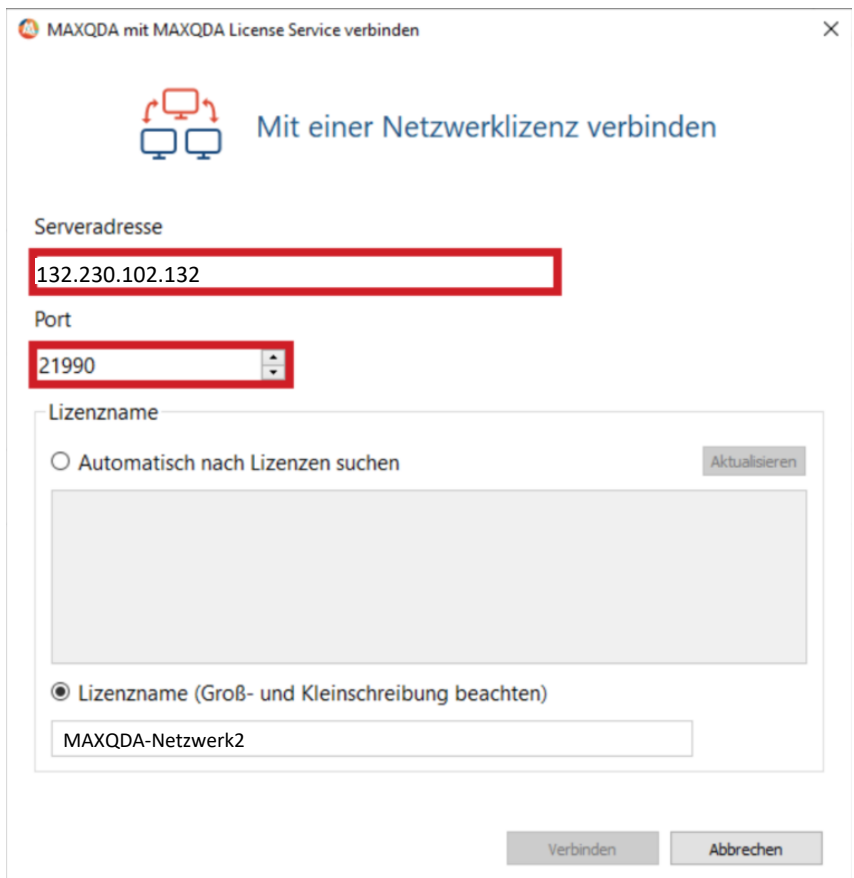 MAXQDA mit MAXQDA License Service verbinden
Mit einer Netzwerklizenz verbinden
Serveradresse
132.230.102.132
Port
21990
Lizenzname
Automatisch nach Lizenzen suchen
Aktualisieren
Lizenzname (Groß- und Kleinschreibung beachten)
MAXQDA-Netzwerk2
Verbinden
Abbrechen